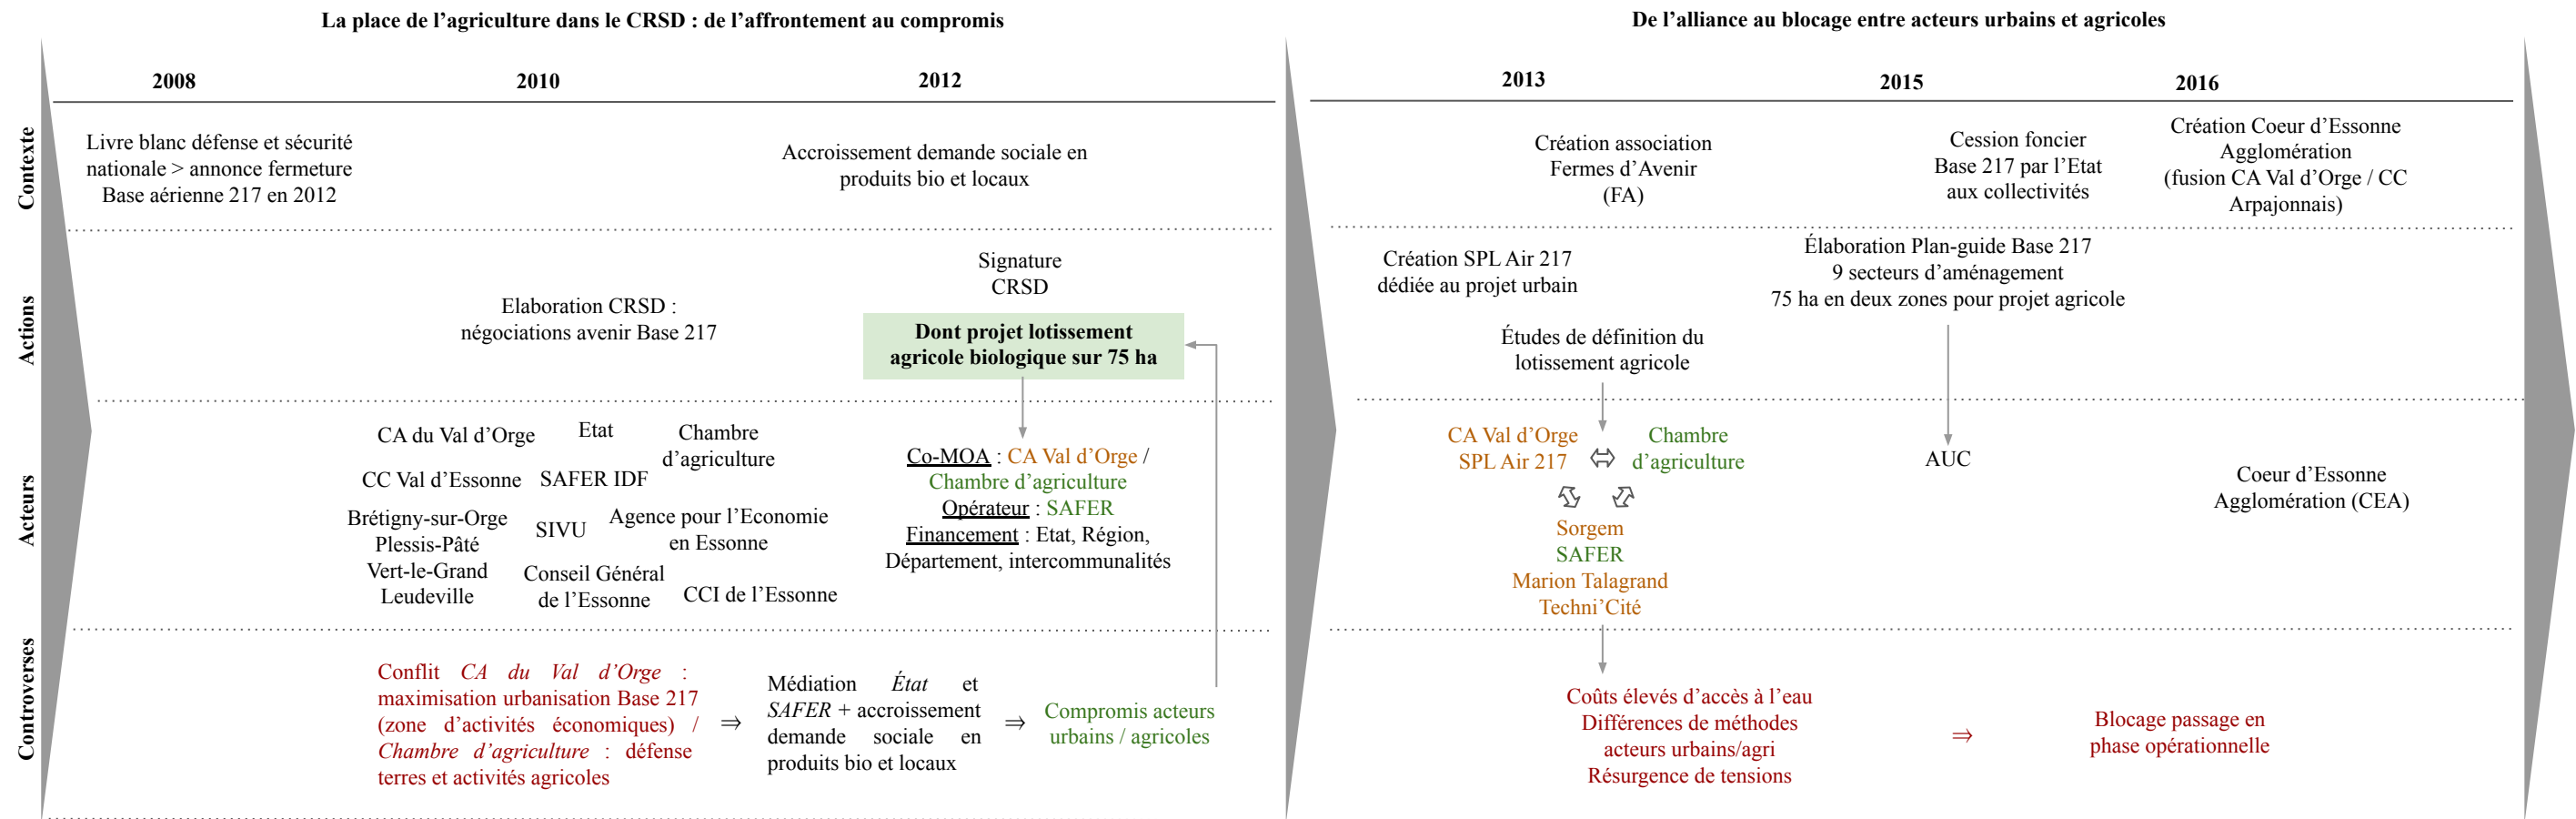 La place de l’agriculture dans le CRSD : de l’affrontement au compromis
2008
2010
2012
Contexte
Livre blanc défense et sécurité
nationale > annonce fermeture
Base aérienne 217 en 2012
Accroissement demande sociale en
produits bio et locaux
Actions
Elaboration CRSD :
négociations avenir Base 217
Signature
CRSD
Dont projet lotissement
agricole biologique sur 75 ha
Acteurs
CA du Val d’Orge
Etat
Chambre
d’agriculture
CC Val d’Essonne
SAFER IDF
Brétigny-sur-Orge
Plessis-Pâté
Vert-le-Grand
Leudeville
SIVU
Agence pour l’Economie
en Essonne
Conseil Général
de l’Essonne
CCI de l’Essonne
Co-MOA : CA Val d’Orge /
Chambre d’agriculture
Opérateur : SAFER
Financement : Etat, Région,
Département, intercommunalités
Controverses
Conflit CA du Val d’Orge :
maximisation urbanisation Base 217
(zone d’activités économiques) /
Chambre d’agriculture : défense
terres et activités agricoles
⇒
Médiation État et
SAFER + accroissement
demande sociale en
produits bio et locaux
⇒
Compromis acteurs
urbains / agricoles
De l’alliance au blocage entre acteurs urbains et agricoles
2013
2015
2016
Création association
Fermes d’Avenir
(FA)
Cession foncier
Base 217 par l’Etat
aux collectivités
Création Coeur d’Essonne
Agglomération
(fusion CA Val d’Orge / CC
Arpajonnais)
Création SPL Air 217
dédiée au projet urbain
Études de définition du
lotissement agricole
Élaboration Plan-guide Base 217
9 secteurs d’aménagement
75 ha en deux zones pour projet agricole
CA Val d’Orge
SPL Air 217
Chambre
d’agriculture
Sorgem
SAFER
Marion Talagrand
Techni’Cité
AUC
Coeur d’Essonne
Agglomération (CEA)
Coûts élevés d’accès à l’eau
Différences de méthodes
acteurs urbains/agri
Résurgence de tensions
⇒
Blocage passage en
phase opérationnelle